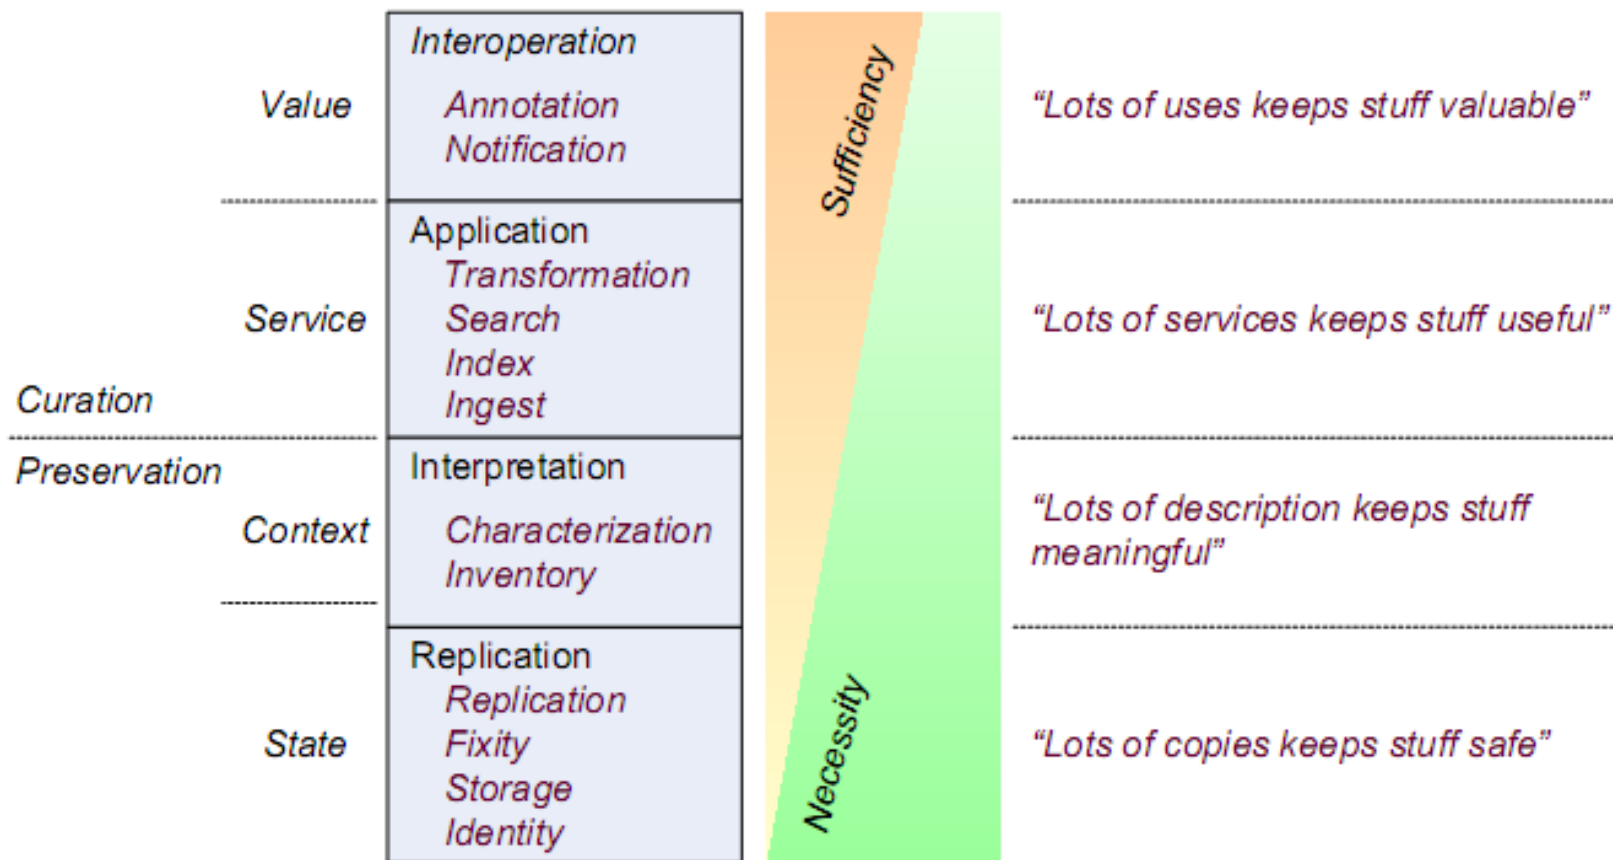 Interoperation
Value
Annotation
Notification
Sufficiency
“Lots of uses keeps stuff valuable”
Application
Transformation
Service
Search
Index
Ingest
“Lots of services keeps stuff useful”
Curation
Preservation
Interpretation
Context
Characterization
Inventory
“Lots of description keeps stuff
meaningful”
Replication
Replication
State
Fixity
Storage
Identity
Necessity
“Lots of copies keeps stuff safe”